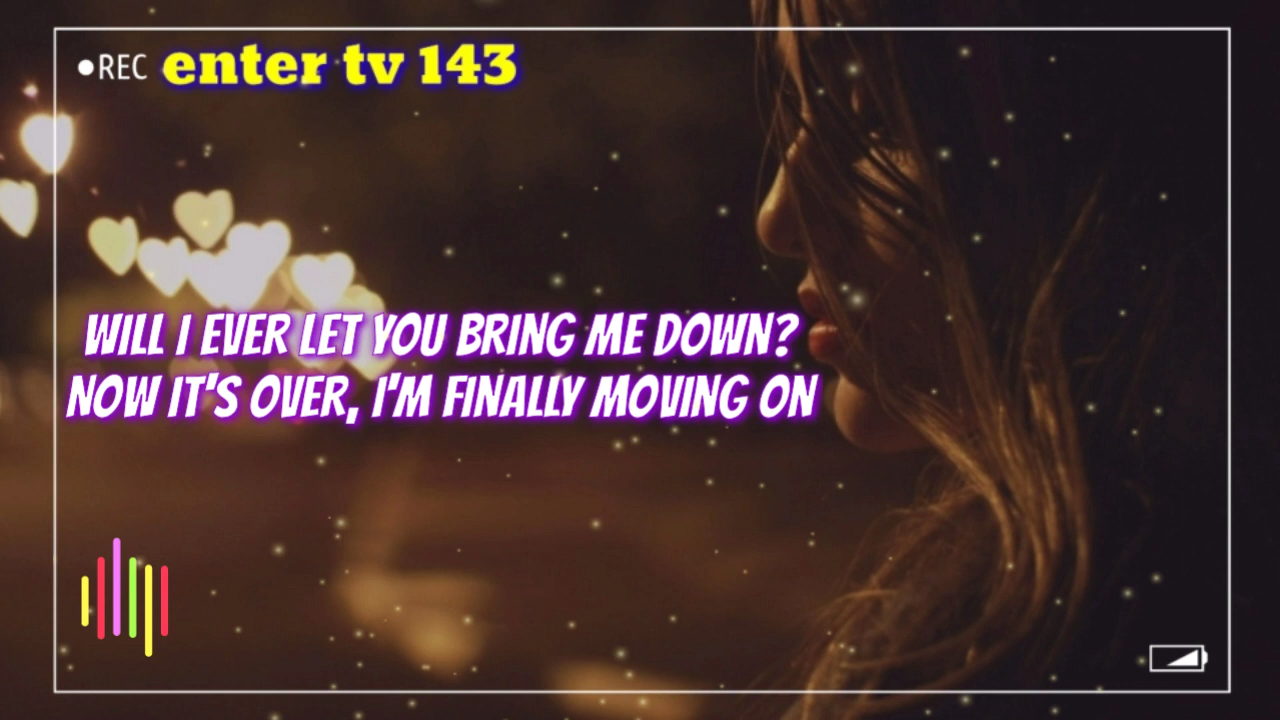 ●REC enter tv 143
WILL I EVER LET YOU BRING ME DOWN?
NOW IT'S OVER, I'M FINALLY MOVING ON